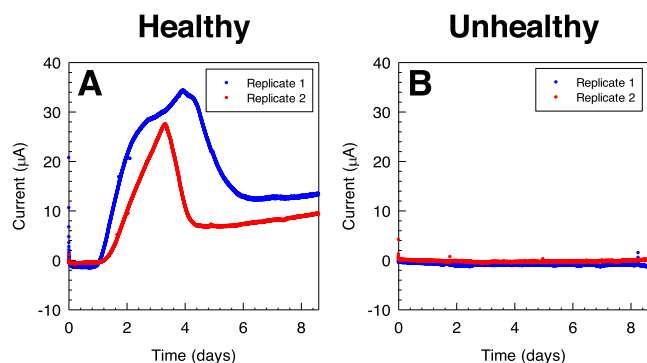 Healthy
Unhealthy
A
Replicate 1
Replicate 2
Current (µA)
40
30
20
10
0
-10
0 2 4 6 8
Time (days)
B
Replicate 1
Replicate 2
Current (µA)
40
30
20
10
0
-10
0 2 4 6 8
Time (days)